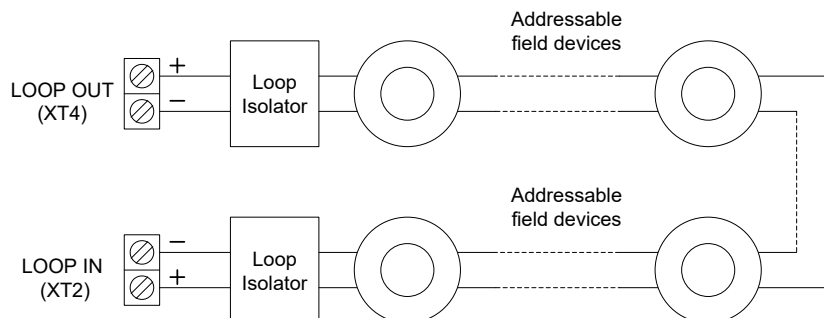 Addressable
field devices
LOOP OUT
(XT4)
+
−
Loop
Isolator
Addressable
field devices
LOOP IN
(XT2)
−
+
Loop
Isolator